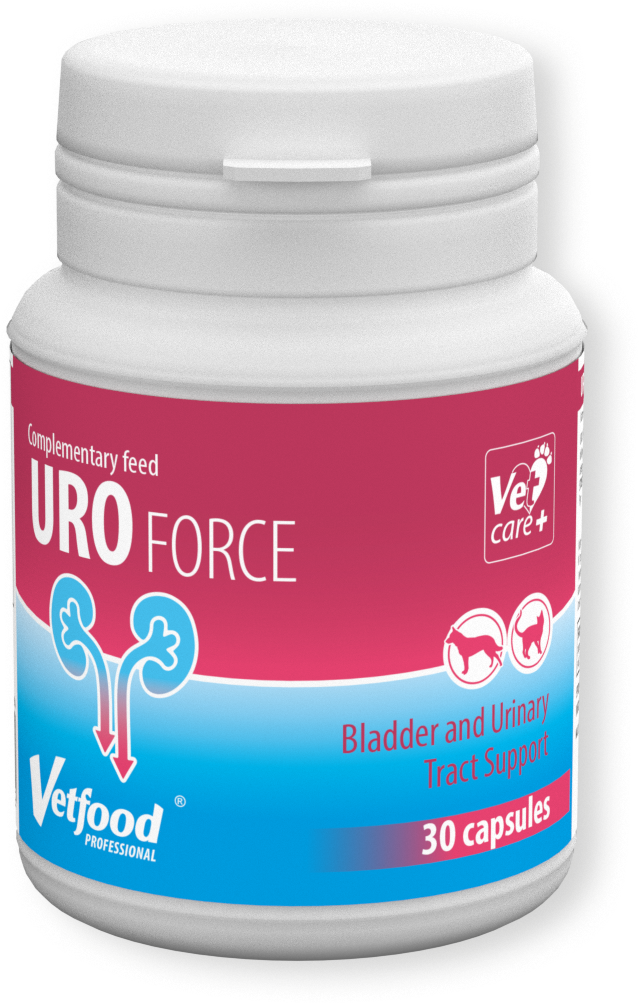 Complementary feed
URO FORCE
Vet
care +
Bladder and Urinary
Tract Support
30 capsules
Vetfood ®
PROFESSIONAL